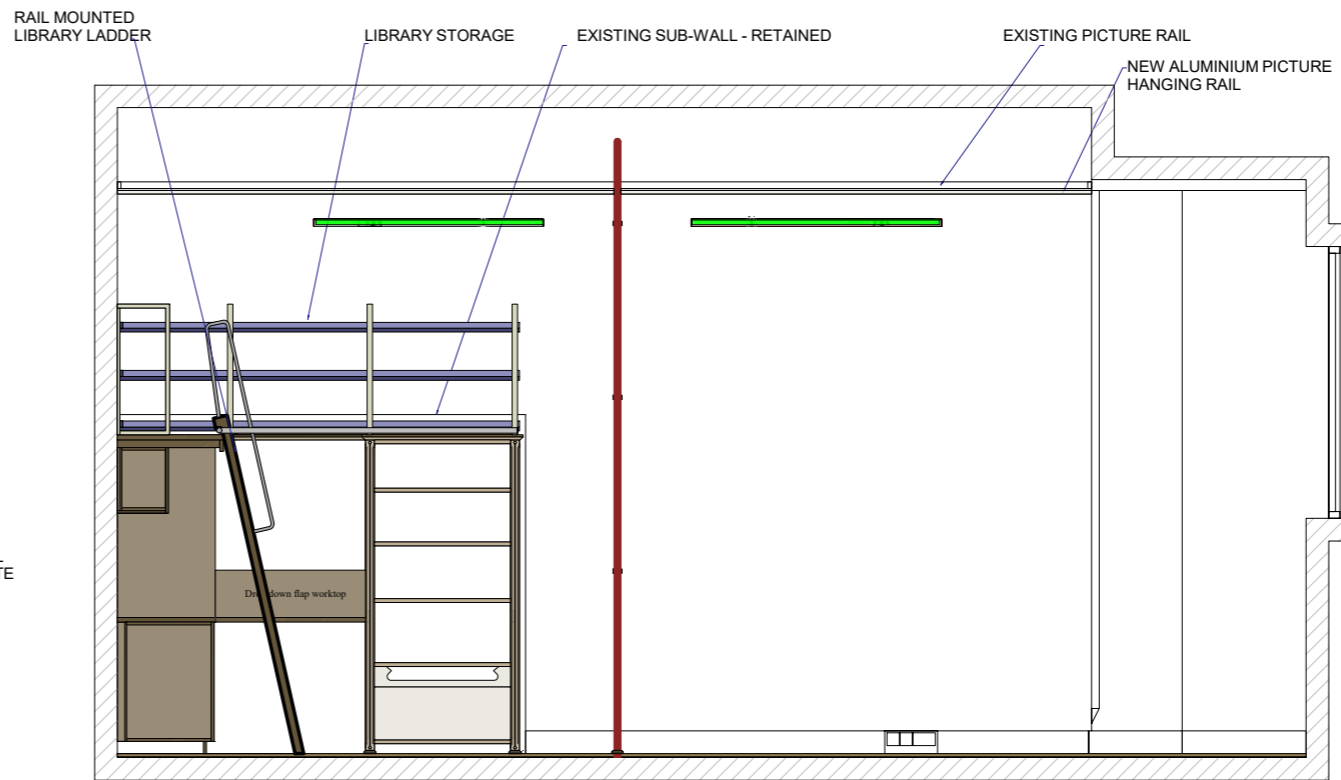 RAIL MOUNTED
LIBRARY LADDER
LIBRARY STORAGE
EXISTING SUB-WALL - RETAINED
EXISTING PICTURE RAIL
NEW ALUMINIUM PICTURE
HANGING RAIL
TE
flap worktop